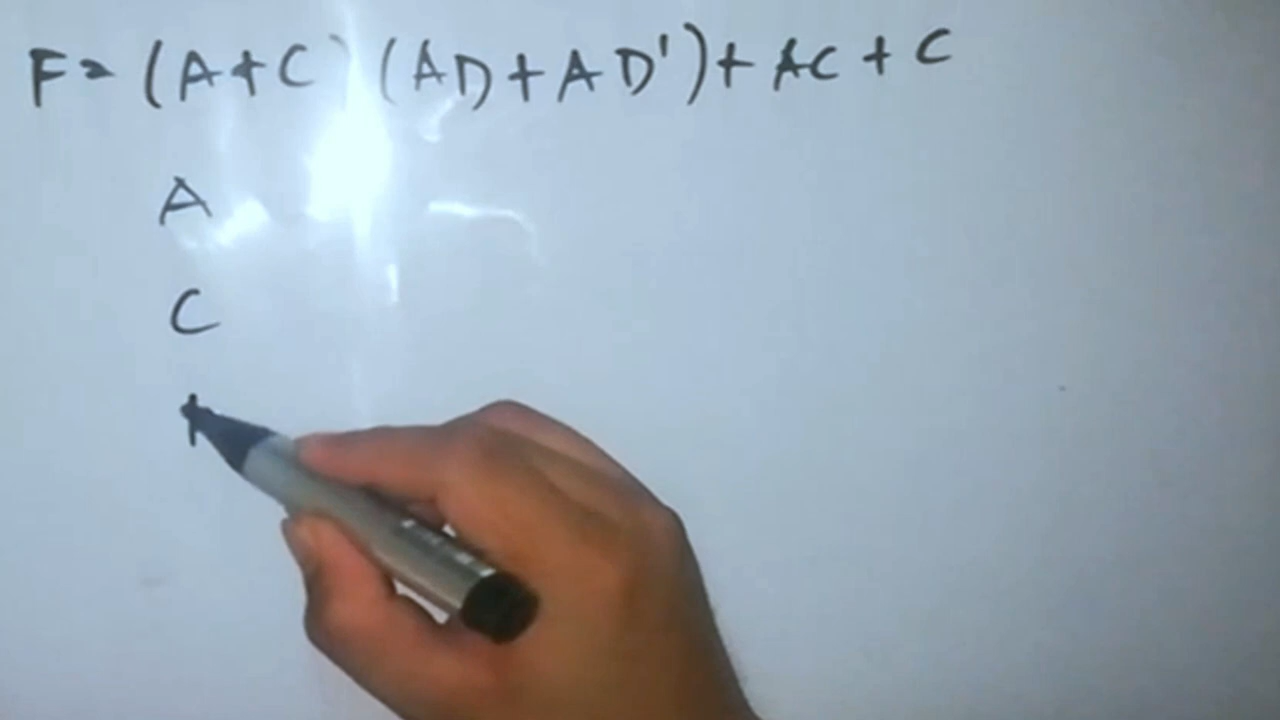 F = (A+C) (AD + AD') + AC + C
A
C